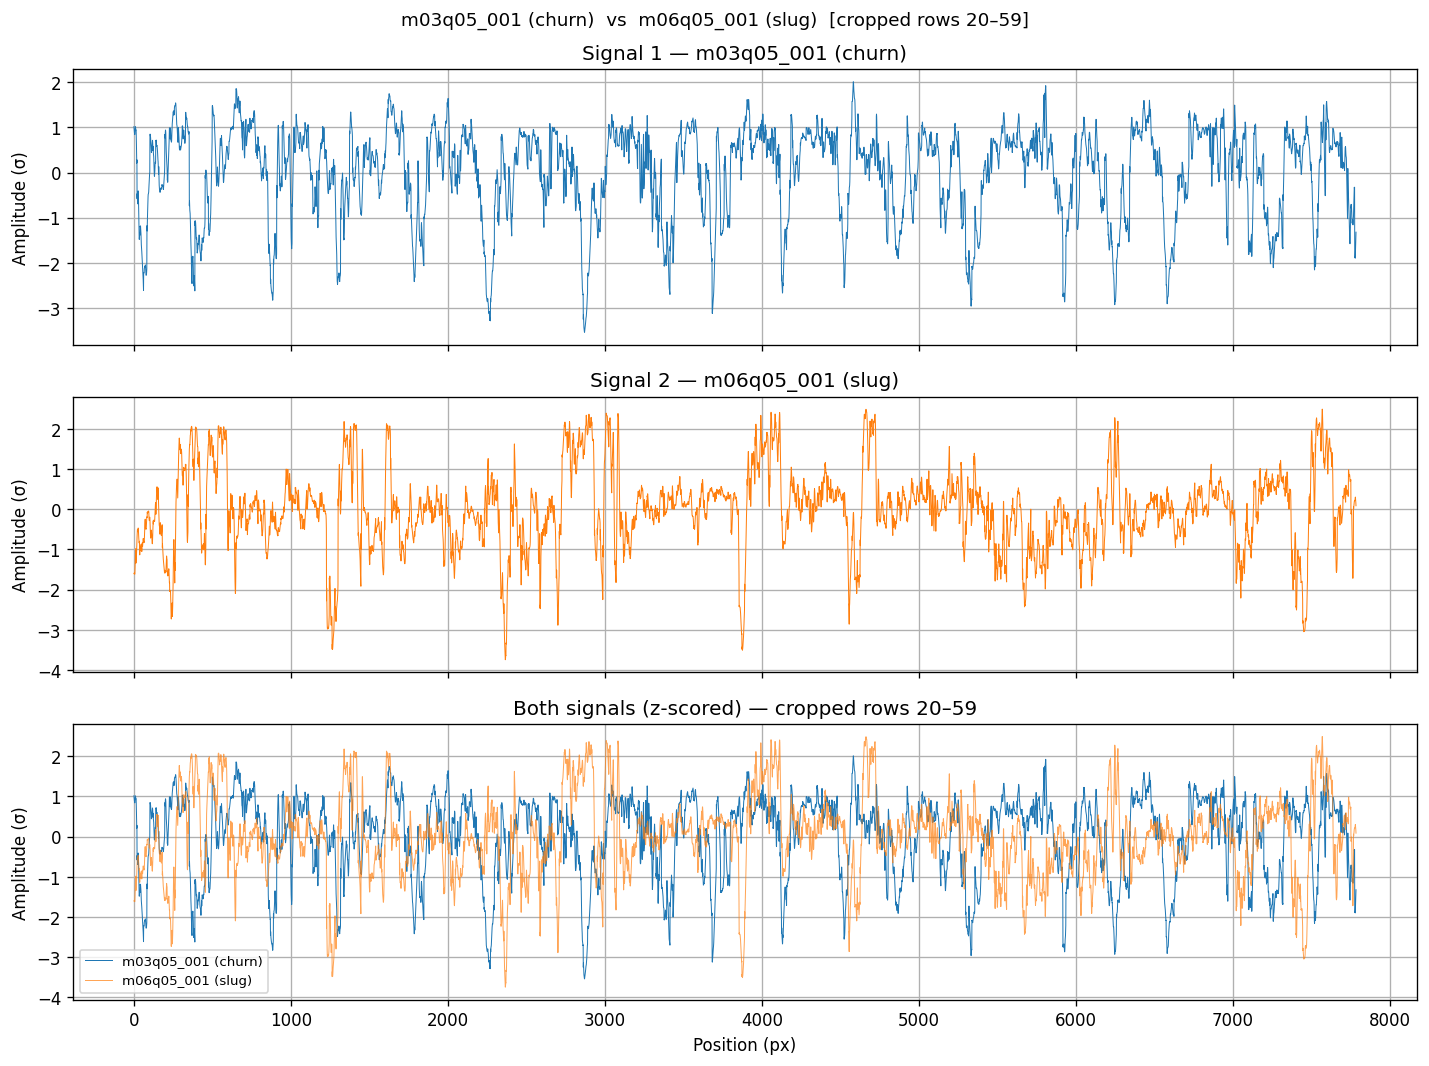 m03q05_001 (churn)  vs  m06q05_001 (slug)  [cropped rows 20–59]
Signal 1 — m03q05_001 (churn)
2
1
0
−1
−2
−3
Amplitude (σ)
Signal 2 — m06q05_001 (slug)
2
1
0
−1
−2
−3
−4
Amplitude (σ)
Both signals (z-scored) — cropped rows 20–59
2
1
0
−1
−2
−3
−4
Amplitude (σ)
m03q05_001 (churn)
m06q05_001 (slug)
0 1000 2000 3000 4000 5000 6000 7000 8000
Position (px)